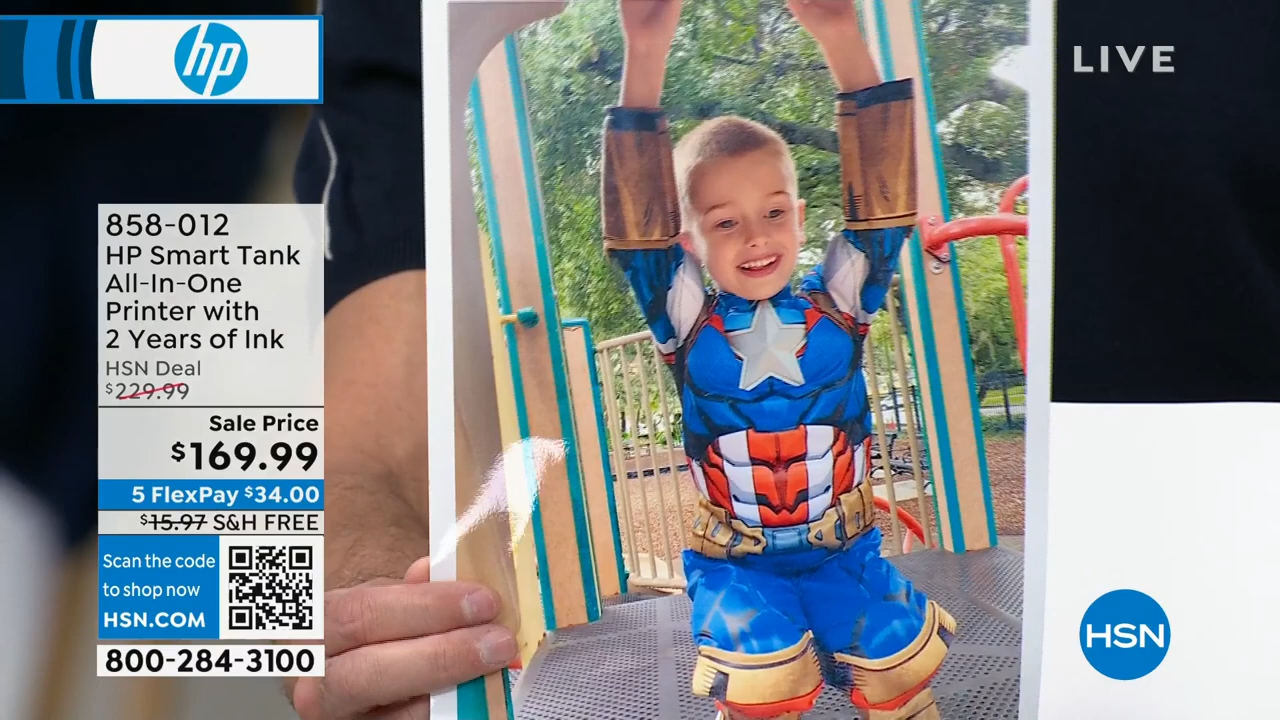 hp
LIVE
858-012
HP Smart Tank
All-In-One
Printer with
2 Years of Ink
HSN Deal
$229.99
Sale Price
$169.99
5 FlexPay $34.00
$15.97 S&H FREE
Scan the code
to shop now
HSN.COM
800-284-3100
HSN